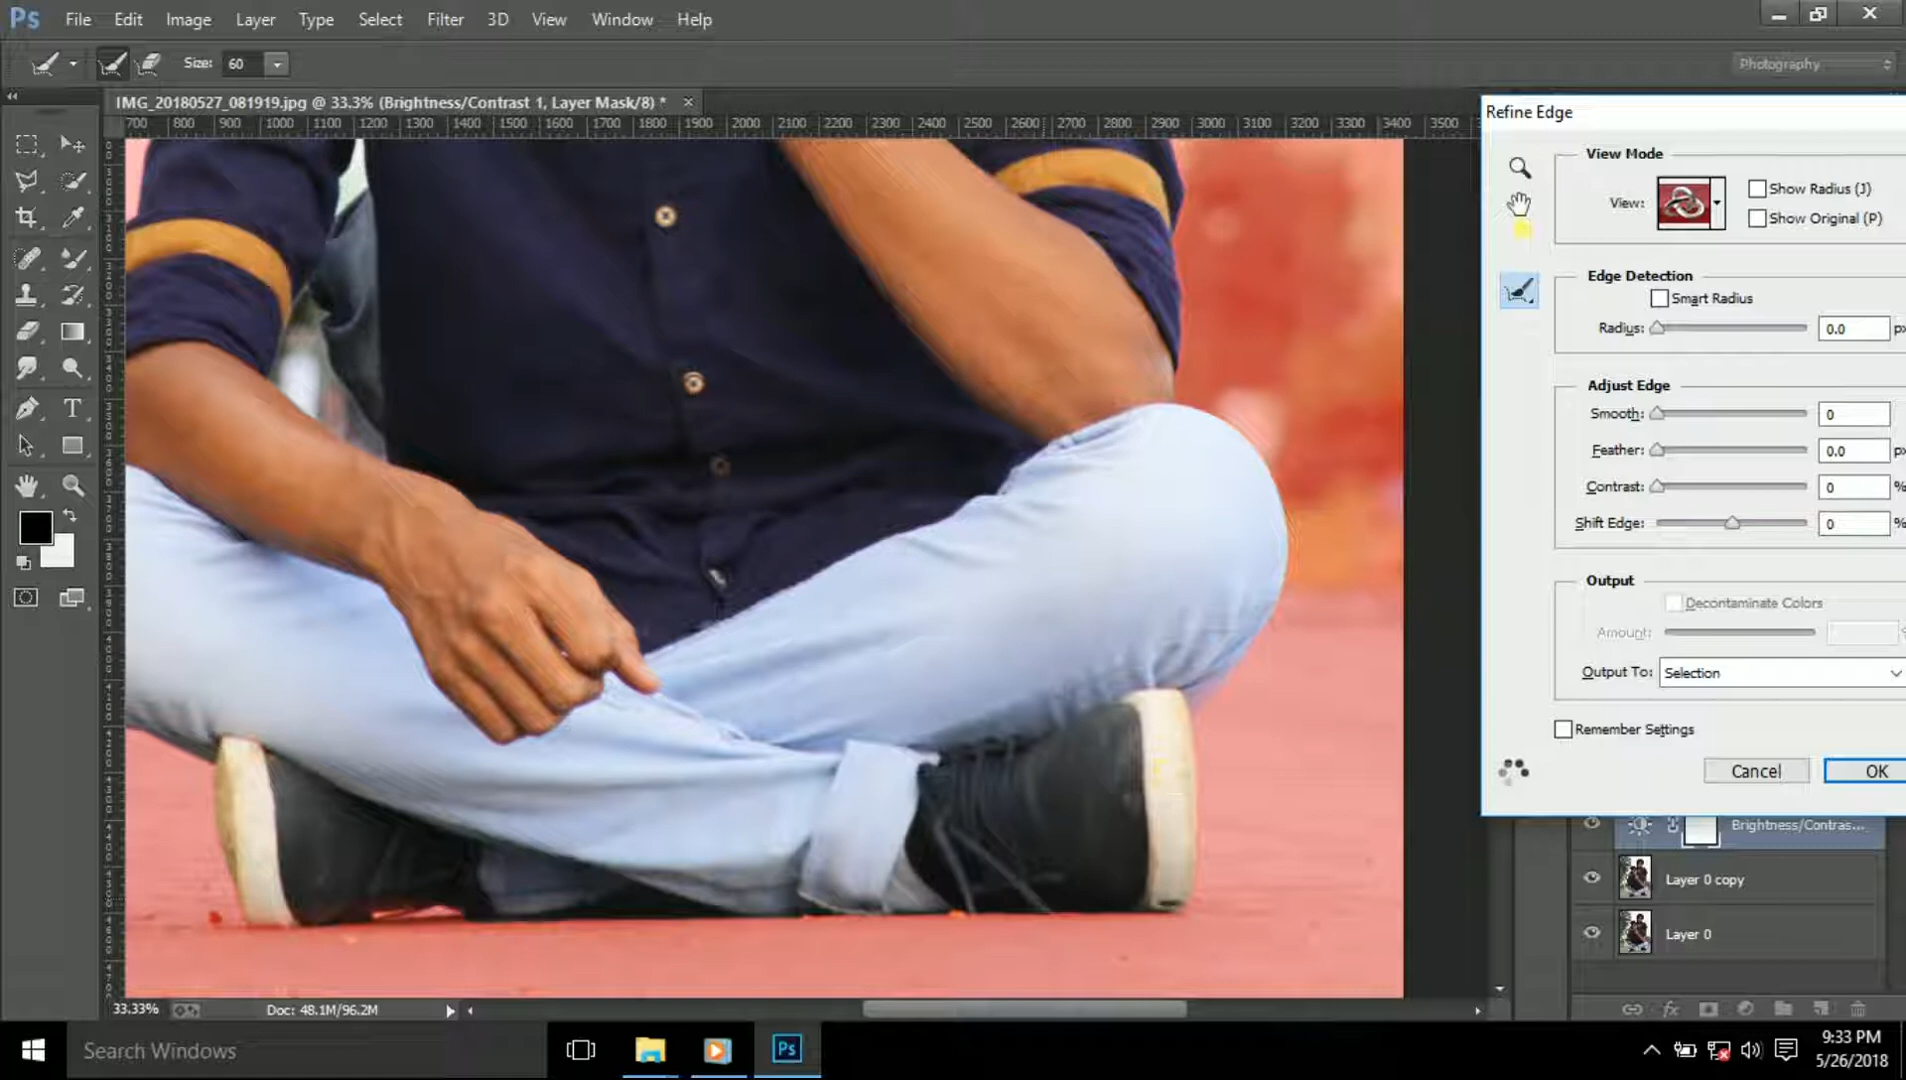 Ps File Edit Image Layer Type Select Filter 3D View Window Help
Size: 60 Photography
IMG_20180527_081919.jpg @ 33.3% (Brightness/Contrast 1, Layer Mask/8) * ×
700 800 900 1000 1100 1200 1300 1400 1500 1600 1700 1800 1900 2000 2100 2200 2300 2400 2500 2600 2700 2800 2900 3000 3100 3200 3300 3400 3500
Refine Edge
View Mode
View:
Show Radius (J)
Show Original (P)
Edge Detection
Smart Radius
Radius: 0.0 px
Adjust Edge
Smooth: 0
Feather: 0.0 px
Contrast: 0 %
Shift Edge: 0 %
Output
Decontaminate Colors
Amount:
Output To: Selection
Remember Settings
Cancel OK
Brightness/Contras...
Layer 0 copy
Layer 0
33.33% Doc: 48.1M/96.2M
fx
Search Windows
Ps
9:33 PM
5/26/2018